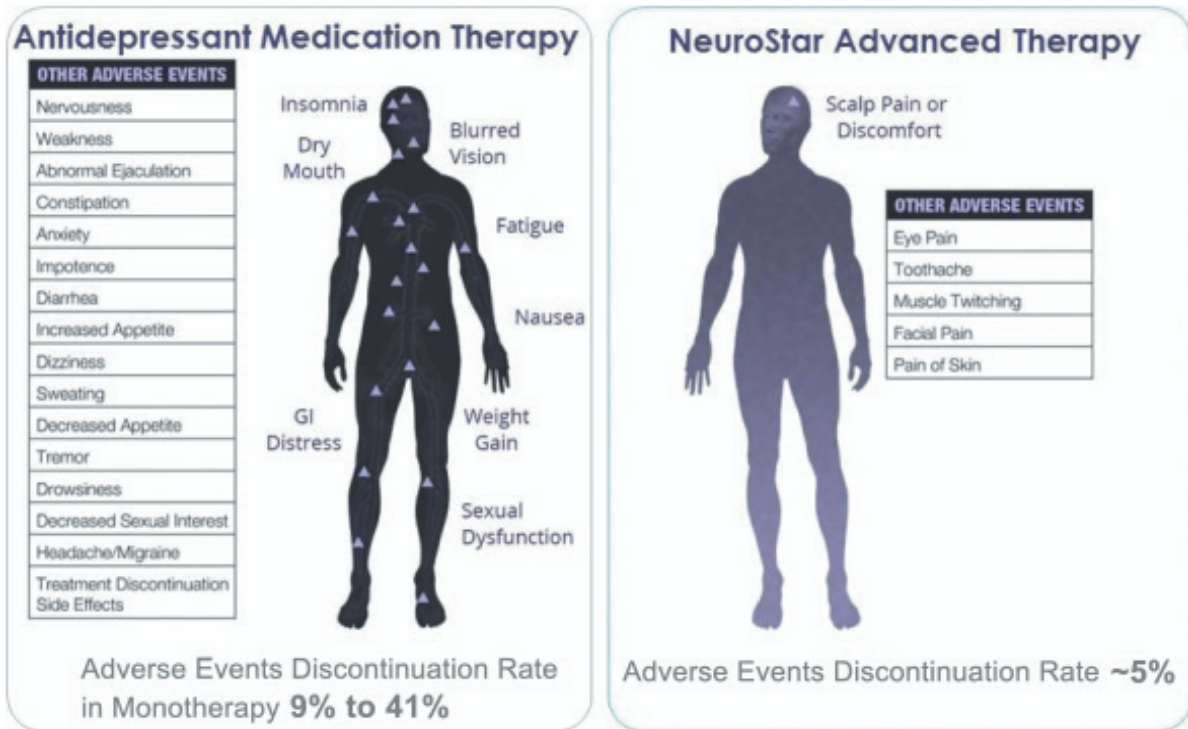 Antidepressant Medication Therapy
OTHER ADVERSE EVENTS
Nervousness
Weakness
Abnormal Ejaculation
Constipation
Anxiety
Impotence
Diarrhea
Increased Appetite
Dizziness
Sweating
Decreased Appetite
Tremor
Drowsiness
Decreased Sexual Interest
Headache/Migraine
Treatment Discontinuation
Side Effects
Insomnia
Dry
Mouth
Blurred
Vision
Fatigue
Nausea
GI
Distress
Weight
Gain
Sexual
Dysfunction
Adverse Events Discontinuation Rate
in Monotherapy 9% to 41%
NeuroStar Advanced Therapy
Scalp Pain or
Discomfort
OTHER ADVERSE EVENTS
Eye Pain
Toothache
Muscle Twitching
Facial Pain
Pain of Skin
Adverse Events Discontinuation Rate ~5%